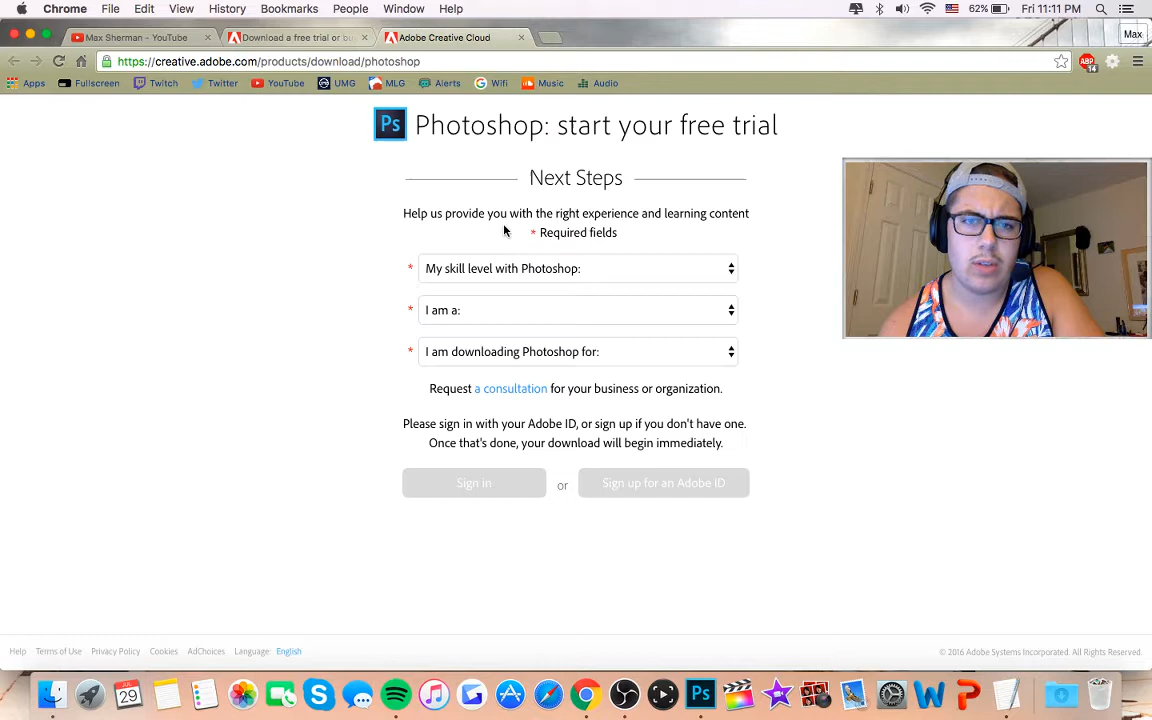 Chrome File Edit View History Bookmarks People Window Help 62% Fri 11:11 PM
Max Sherman - YouTube Download a free trial or bu Adobe Creative Cloud Max
https://creative.adobe.com/products/download/photoshop ABP 14
Apps Fullscreen Twitch Twitter YouTube UMG MLG Alerts Wifi Music Audio
Ps Photoshop: start your free trial
Next Steps
Help us provide you with the right experience and learning content
* Required fields
* My skill level with Photoshop:
* I am a:
* I am downloading Photoshop for:
Request a consultation for your business or organization.
Please sign in with your Adobe ID, or sign up if you don't have one.
Once that's done, your download will begin immediately.
Sign in or Sign up for an Adobe ID
Help Terms of Use Privacy Policy Cookies AdChoices Language: English © 2016 Adobe Systems Incorporated. All Rights Reserved.
29 Ps